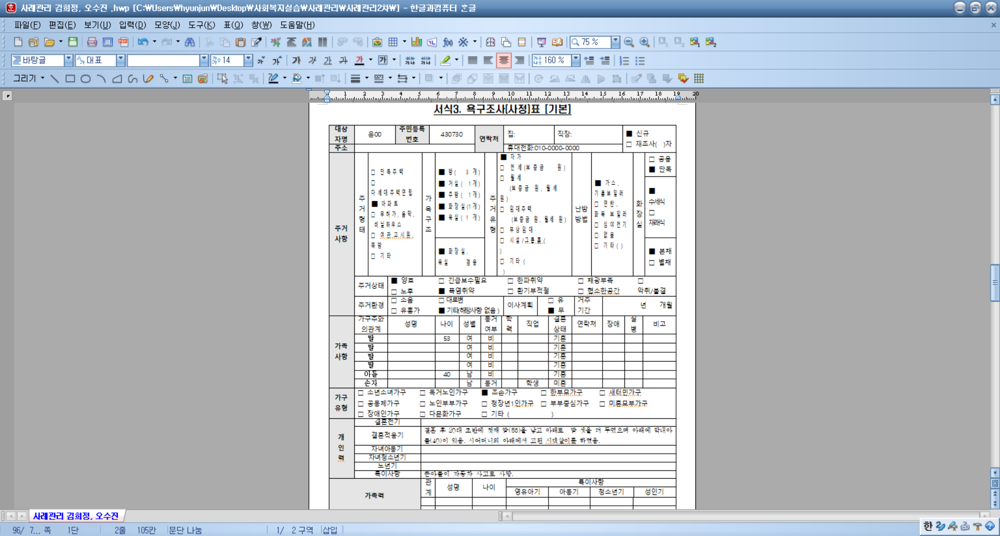 사례관리 김희정, 오수진 .hwp [C:₩Users₩hyunjun₩Desktop₩사회복지실습₩사례관리₩사례관리2차₩] - 한글과컴퓨터 흔글
파일(F) 편집(E) 보기(U) 입력(D) 모양(J) 도구(K) 표(Q) 창(W) 도움말(H)
75 %
바탕글 대표 14 가 가 가 가 가 가 160 %
그리기
1 2 3 4 5 6 7 8 9 10 11 12 13 14 15 16 17 18 19 20
서식3. 욕구조사(사정)표 [기본]
대상자명 윤00 주민등록번호 430730 연락처 집: 직장: ■ 신규
□ 재조사( )차
주소 휴대전화:010-0000-0000
주거사항
주거형태
□ 단독주택
□
다세대주택연립
■ 아파트
□ 무허가, 움막,
비닐하우스
□ 여관,고시원,
쪽방
□ 기타
가옥구조
■ 방( 3 개)
■ 거실( 1개)
■ 주방( 1개)
■ 화장실(1개)
■ 욕실( 1 개)
■ 화장실,
욕실 겸용
주거유형
■ 자가
□ 전세(보증금 원)
□ 월세
(보증금 원, 월세
원)
□ 임대주택
(보증금 원, 월세 원)
□ 무상임대
□ 시설/그룹홈(
)
□ 기타 (
)
난방방법
■ 가스,
기름보일러
□ 연탄,
화목 보일러
□ 심야전기
□ 없음
□ 기타( )
화장실
□ 공용
■ 단독
■
수세식
□
재래식
■ 본채
□ 별채
주거상태 ■ 양호 □ 긴급보수필요 □ 한파취약 □ 채광부족 □
□ 노후 ■ 폭염취약 □ 환기부적절 □ 협소한공간 악취/불결
주거환경 □ 소음 □ 대로변 이사계획 □ 유 거주
□ 유흥가 ■ 기타(해당사항 없음) ■ 무 기간 년 개월
가족사항
가구주와의관계 성명 나이 성별 동거여부 학력 직업 결혼상태 연락처 장애 질병 비고
딸 53 여 비 기혼
딸 여 비 기혼
딸 여 비 기혼
딸 여 비 기혼
아들 40 남 비 기혼
손자 남 동거 학생 미혼
가구유형
□ 소년소녀가구 □ 독거노인가구 ■ 조손가구 □ 한부모가구 □ 새터민가구
□ 공동체가구 □ 노인부부가구 □ 청장년1인가구 □ 부부중심가구 □ 미혼모부가구
□ 장애인가구 □ 다문화가구 □ 기타 ( )
개인력
결혼전기
결혼적응기 결혼 후 20대 초반에 첫째 딸(53)을 낳고 아래로 딸 셋을 더 두었으며 아래에 막내아
들(40)이 있음. 시어머니의 아래에서 고된 시댁살이를 하였음.
자녀아동기
자녀청소년기
노년기
특이사항 큰아들이 자동차 사고로 사망.
가족력 관계 성명 나이 특이사항
영유아기 아동기 청소년기 성인기
사례관리 김희정, 오수진
96/ 7... 쪽 1단 2줄 105칸 문단 나눔 1/ 2 구역 삽입
한